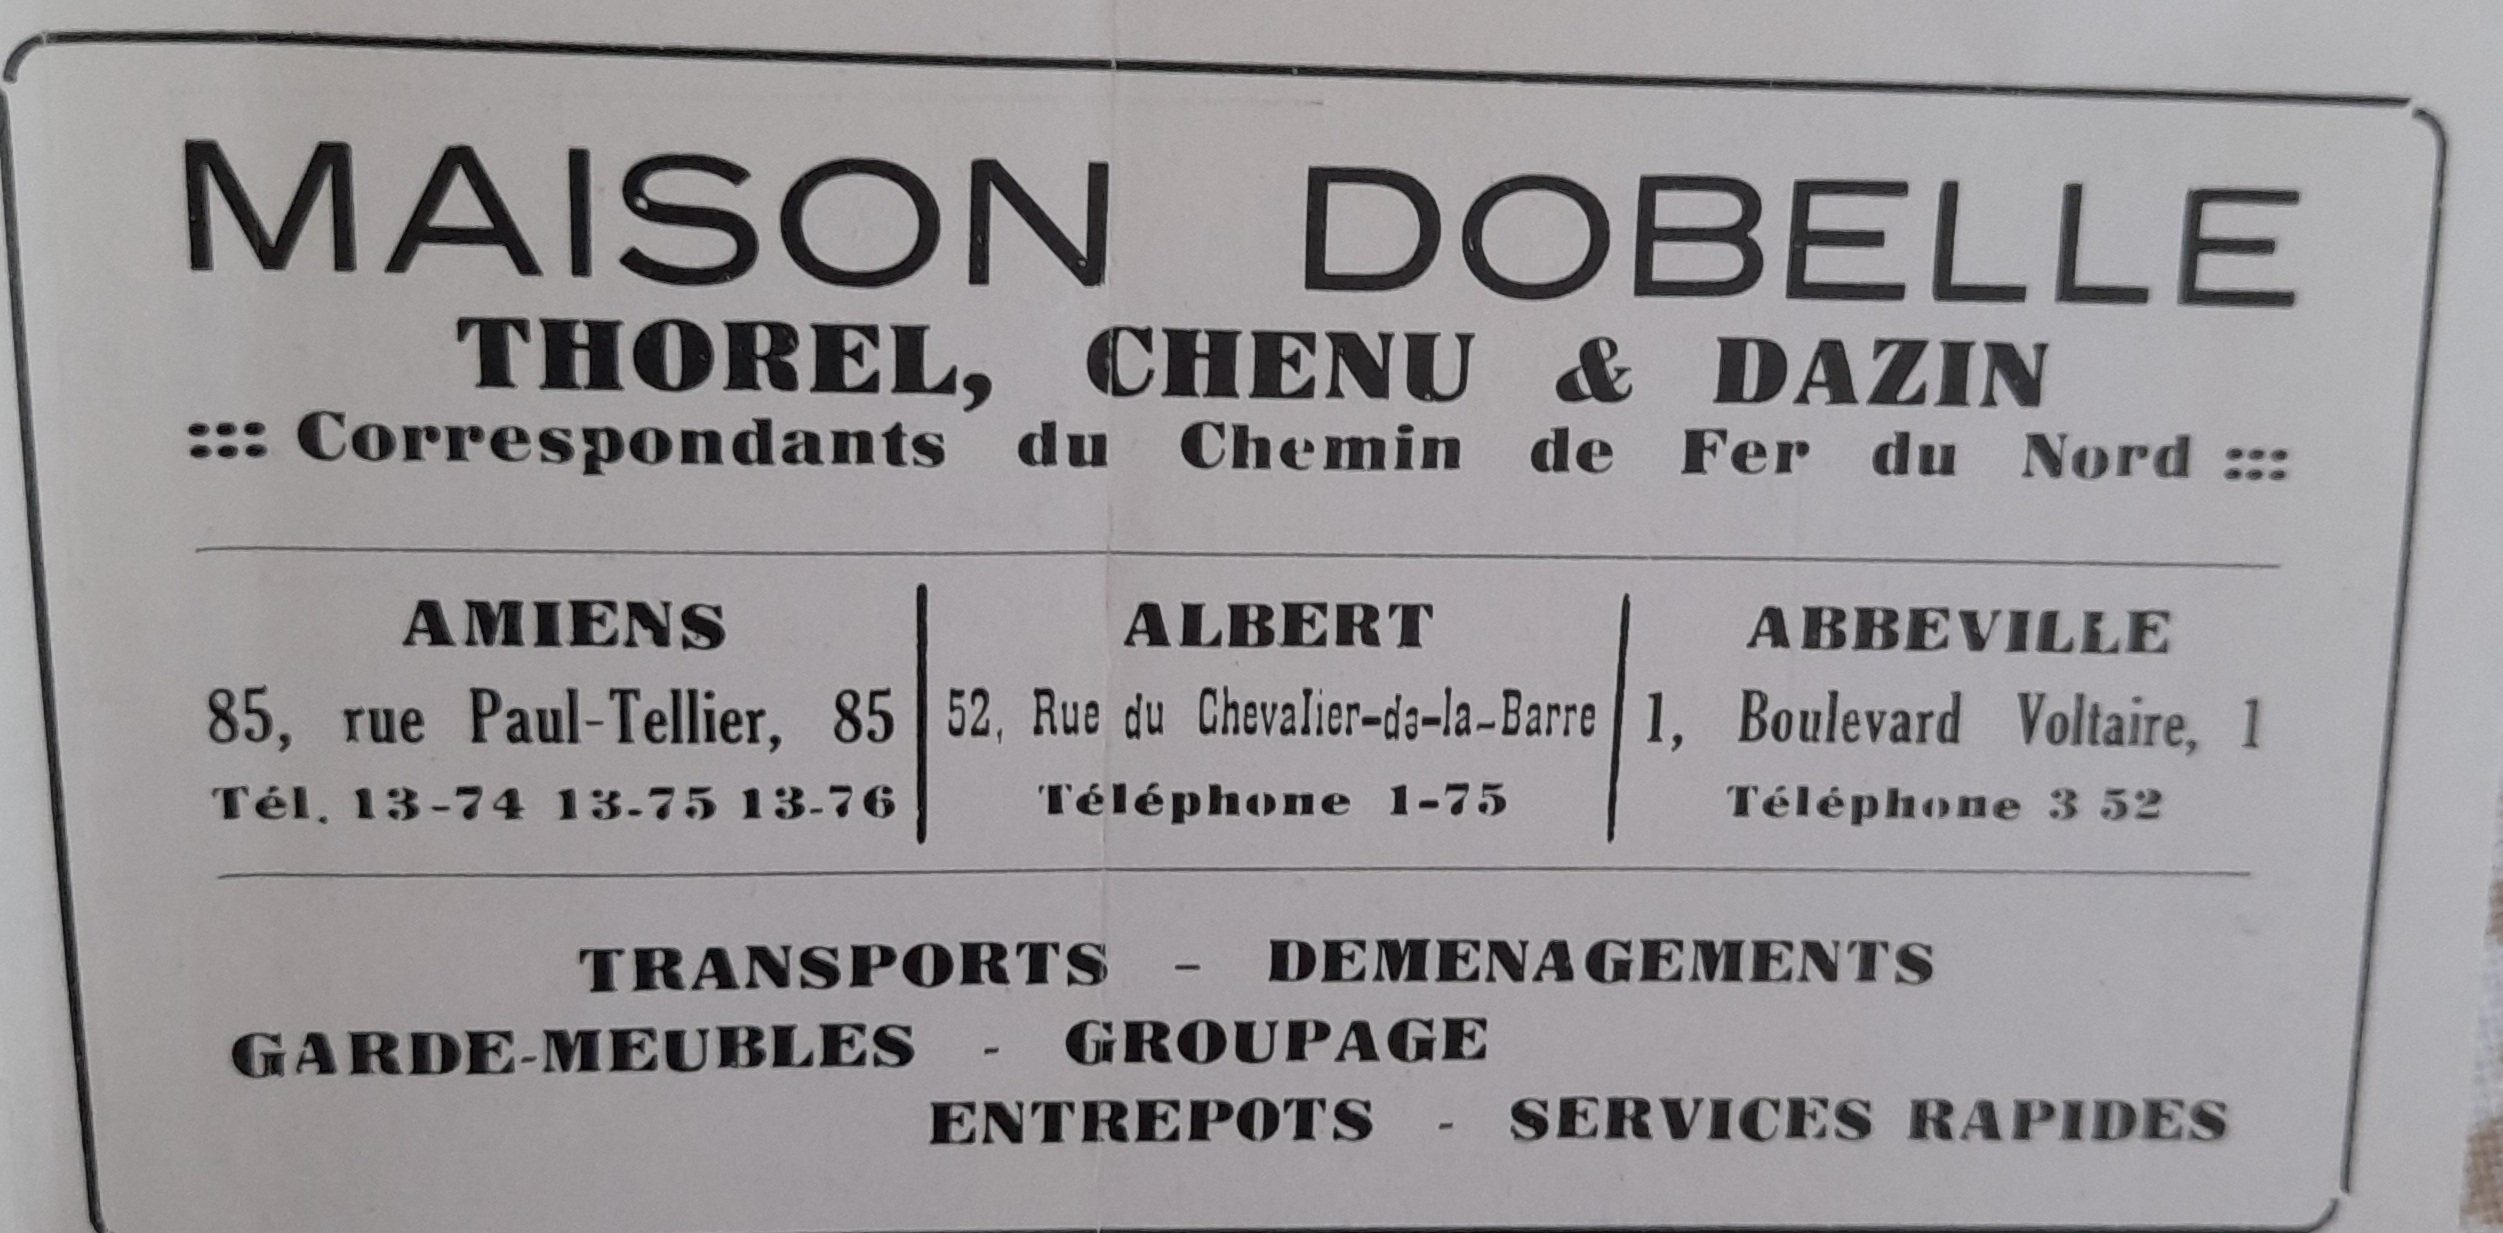 MAISON DOBELLE
THOREL, CHENU & DAZIN
::: Correspondants du Chemin de Fer du Nord :::
AMIENS
85, rue Paul-Tellier, 85
Tél. 13-74 13-75 13-76
ALBERT
52, Rue du Chevalier-de-la-Barre
Téléphone 1-75
ABBEVILLE
1, Boulevard Voltaire, 1
Téléphone 3 52
TRANSPORTS - DEMENAGEMENTS
GARDE-MEUBLES - GROUPAGE
ENTREPOTS - SERVICES RAPIDES